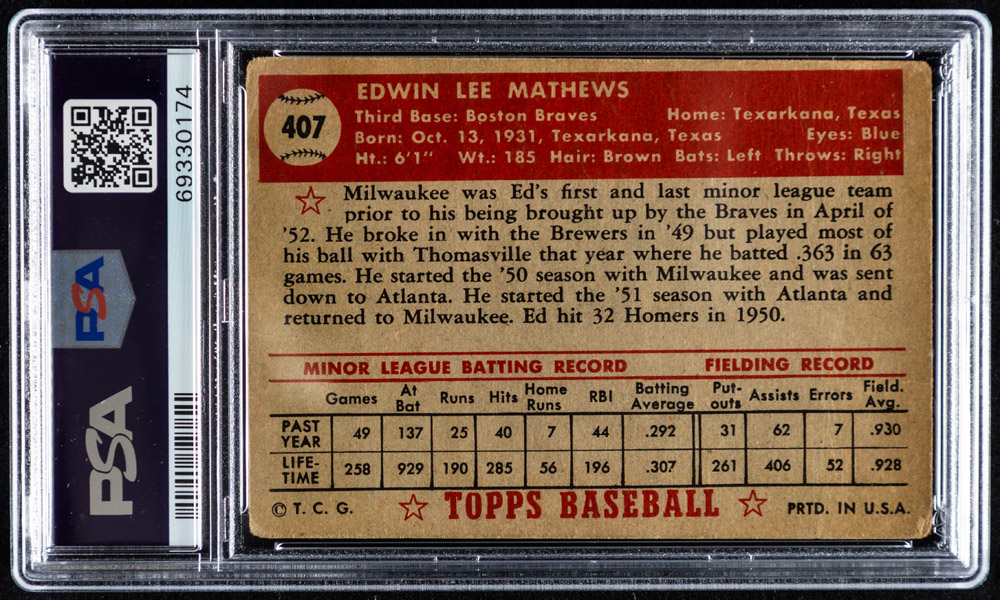 69330174
PSA
PSA
407
EDWIN LEE MATHEWS
Third Base: Boston Braves Home: Texarkana, Texas
Born: Oct. 13, 1931, Texarkana, Texas Eyes: Blue
Ht.: 6'1" Wt.: 185 Hair: Brown Bats: Left Throws: Right
Milwaukee was Ed's first and last minor league team
prior to his being brought up by the Braves in April of
'52. He broke in with the Brewers in '49 but played most of
his ball with Thomasville that year where he batted .363 in 63
games. He started the '50 season with Milwaukee and was sent
down to Atlanta. He started the '51 season with Atlanta and
returned to Milwaukee. Ed hit 32 Homers in 1950.
MINOR LEAGUE BATTING RECORD FIELDING RECORD
Games At Bat Runs Hits Home Runs RBI Batting Average Put-outs Assists Errors Field. Avg.
PAST YEAR 49 137 25 40 7 44 .292 31 62 7 .930
LIFE-TIME 258 929 190 285 56 196 .307 261 406 52 .928
© T. C. G. TOPPS BASEBALL PRTD. IN U.S.A.